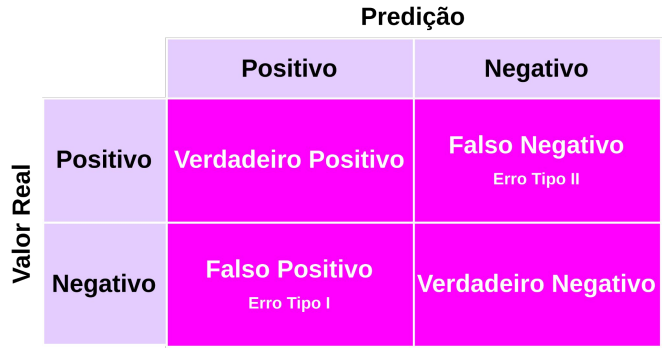 Predição
Positivo
Negativo
Valor Real
Positivo
Verdadeiro Positivo
Falso Negativo
Erro Tipo II
Negativo
Falso Positivo
Erro Tipo I
Verdadeiro Negativo